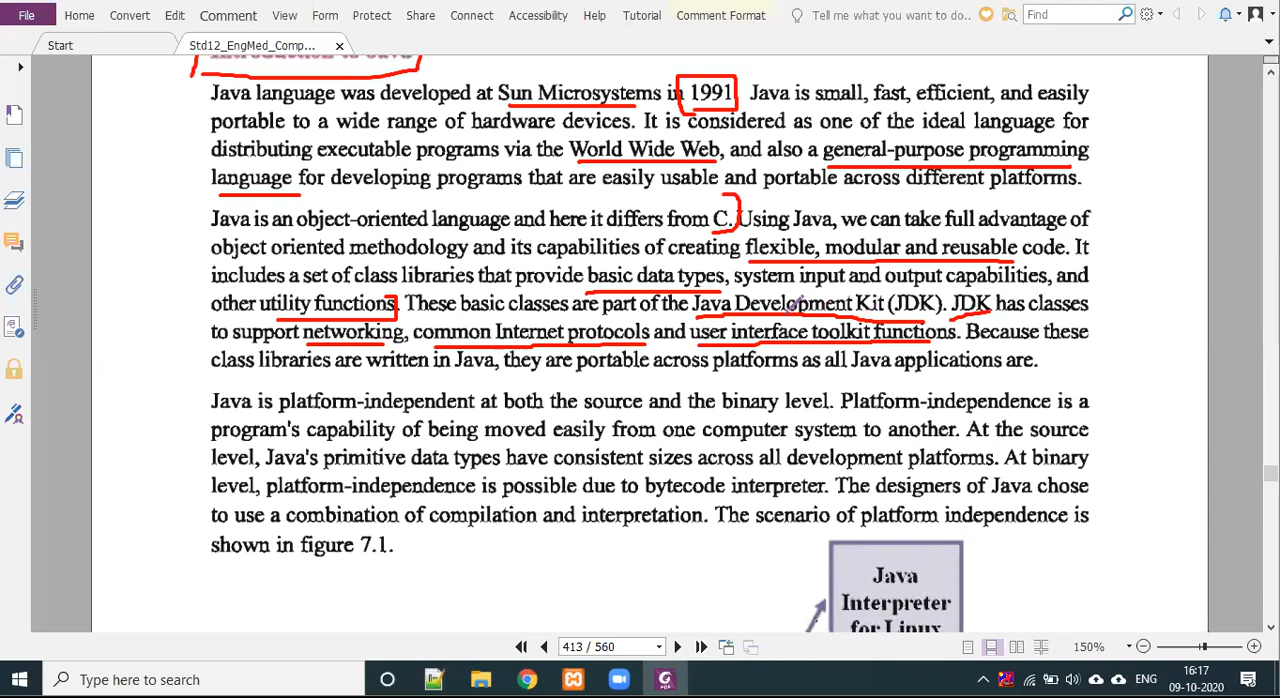 File Home Convert Edit Comment View Form Protect Share Connect Accessibility Help Tutorial Comment Format Tell me what you want to do.. Find
Start Std12_EngMed_Comp...
Introduction to Java
Java language was developed at Sun Microsystems in 1991 Java is small, fast, efficient, and easily
portable to a wide range of hardware devices. It is considered as one of the ideal language for
distributing executable programs via the World Wide Web, and also a general-purpose programming
language for developing programs that are easily usable and portable across different platforms.
Java is an object-oriented language and here it differs from C. Using Java, we can take full advantage of
object oriented methodology and its capabilities of creating flexible, modular and reusable code. It
includes a set of class libraries that provide basic data types, system input and output capabilities, and
other utility functions. These basic classes are part of the Java Development Kit (JDK). JDK has classes
to support networking, common Internet protocols and user interface toolkit functions. Because these
class libraries are written in Java, they are portable across platforms as all Java applications are.
Java is platform-independent at both the source and the binary level. Platform-independence is a
program's capability of being moved easily from one computer system to another. At the source
level, Java's primitive data types have consistent sizes across all development platforms. At binary
level, platform-independence is possible due to bytecode interpreter. The designers of Java chose
to use a combination of compilation and interpretation. The scenario of platform independence is
shown in figure 7.1.
Java
Interpreter
for Linux
413 / 560 150%
Type here to search ENG 16:17
09-10-2020